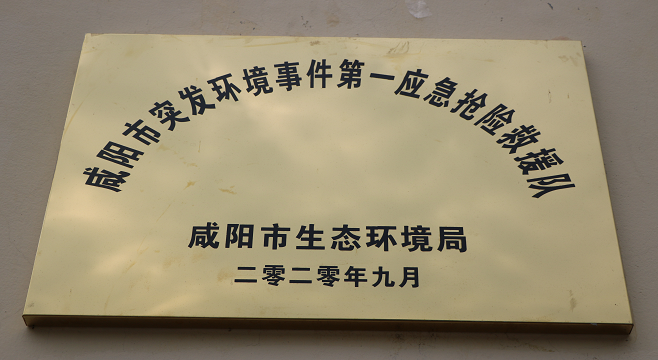 咸阳市突发环境事件第一应急抢险救援队
咸阳市生态环境局
二零二零年九月